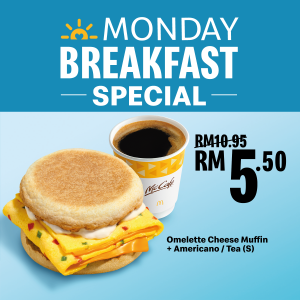 MONDAY
BREAKFAST
SPECIAL
RM10.95
RM 5.50
McCafé
Omelette Cheese Muffin
+ Americano / Tea (S)